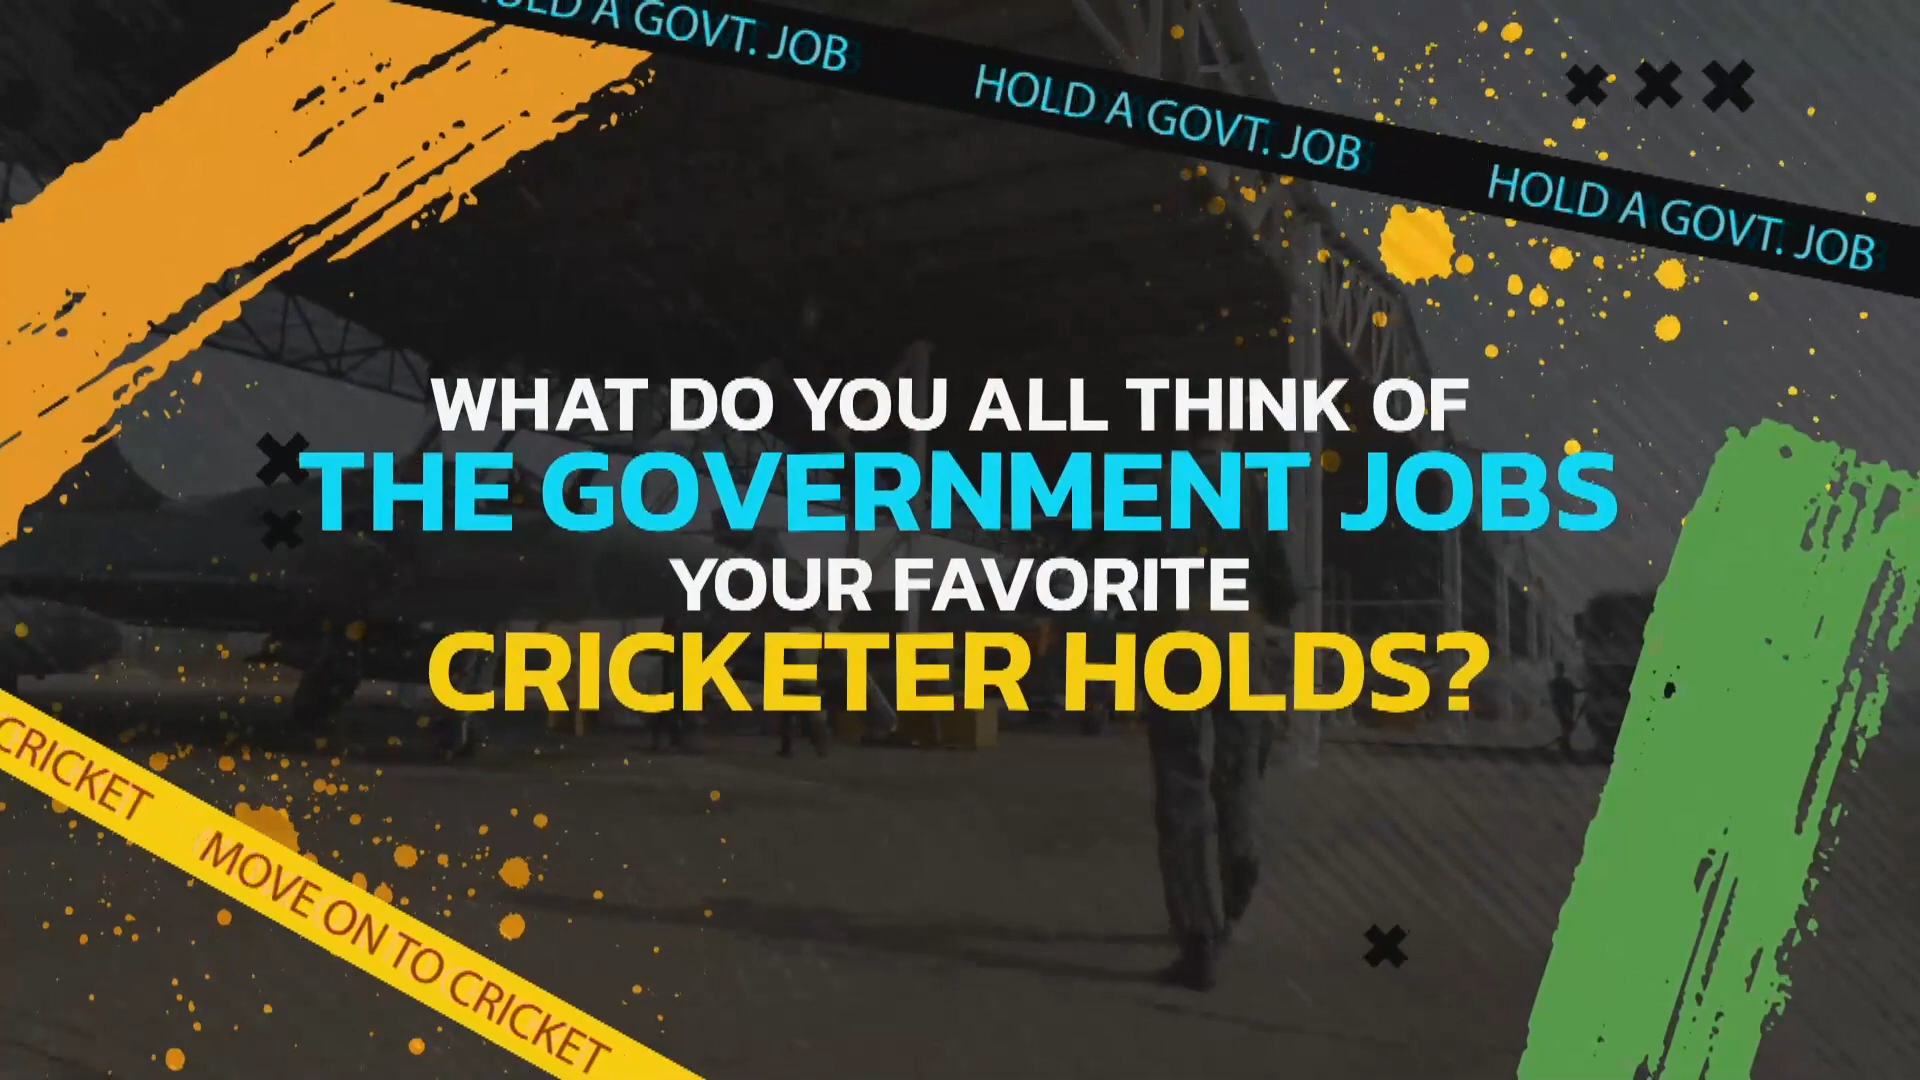 A GOVT. JOB
HOLD A GOVT. JOB
HOLD A GOVT. JOB
WHAT DO YOU ALL THINK OF
THE GOVERNMENT JOBS
YOUR FAVORITE
CRICKETER HOLDS?
CRICKET
MOVE ON TO CRICKET